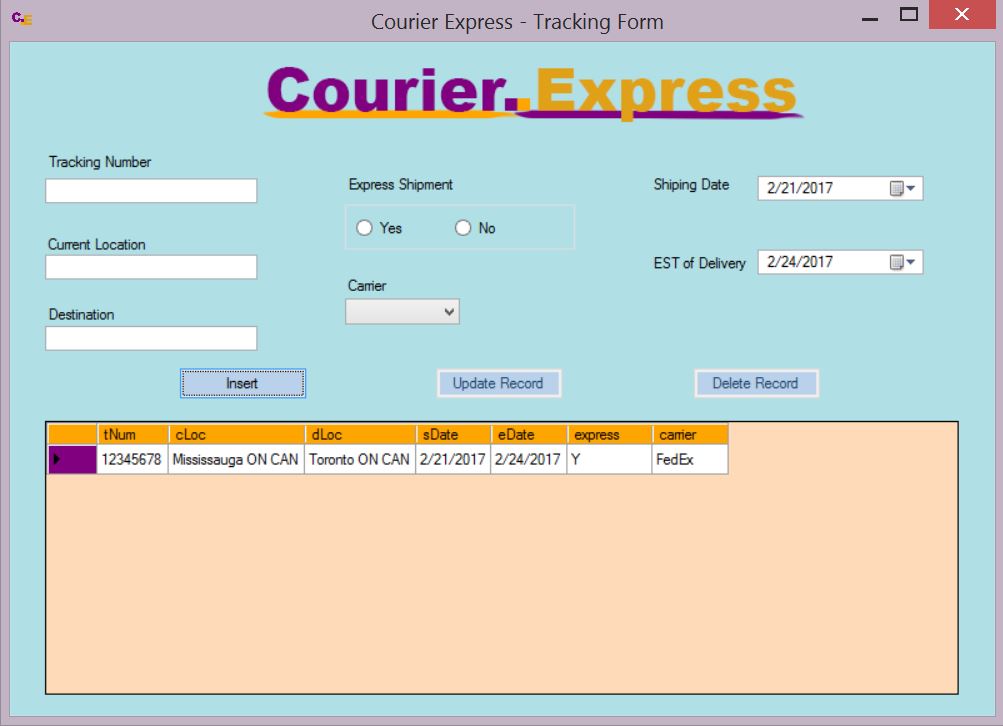 C.E
Courier Express - Tracking Form
Courier. Express
Tracking Number
Express Shipment
Yes
No
Shiping Date
2/21/2017
Current Location
EST of Delivery
2/24/2017
Carrier
Destination
Insert
Update Record
Delete Record
tNum cLoc dLoc sDate eDate express carrier
12345678 Mississauga ON CAN Toronto ON CAN 2/21/2017 2/24/2017 Y FedEx